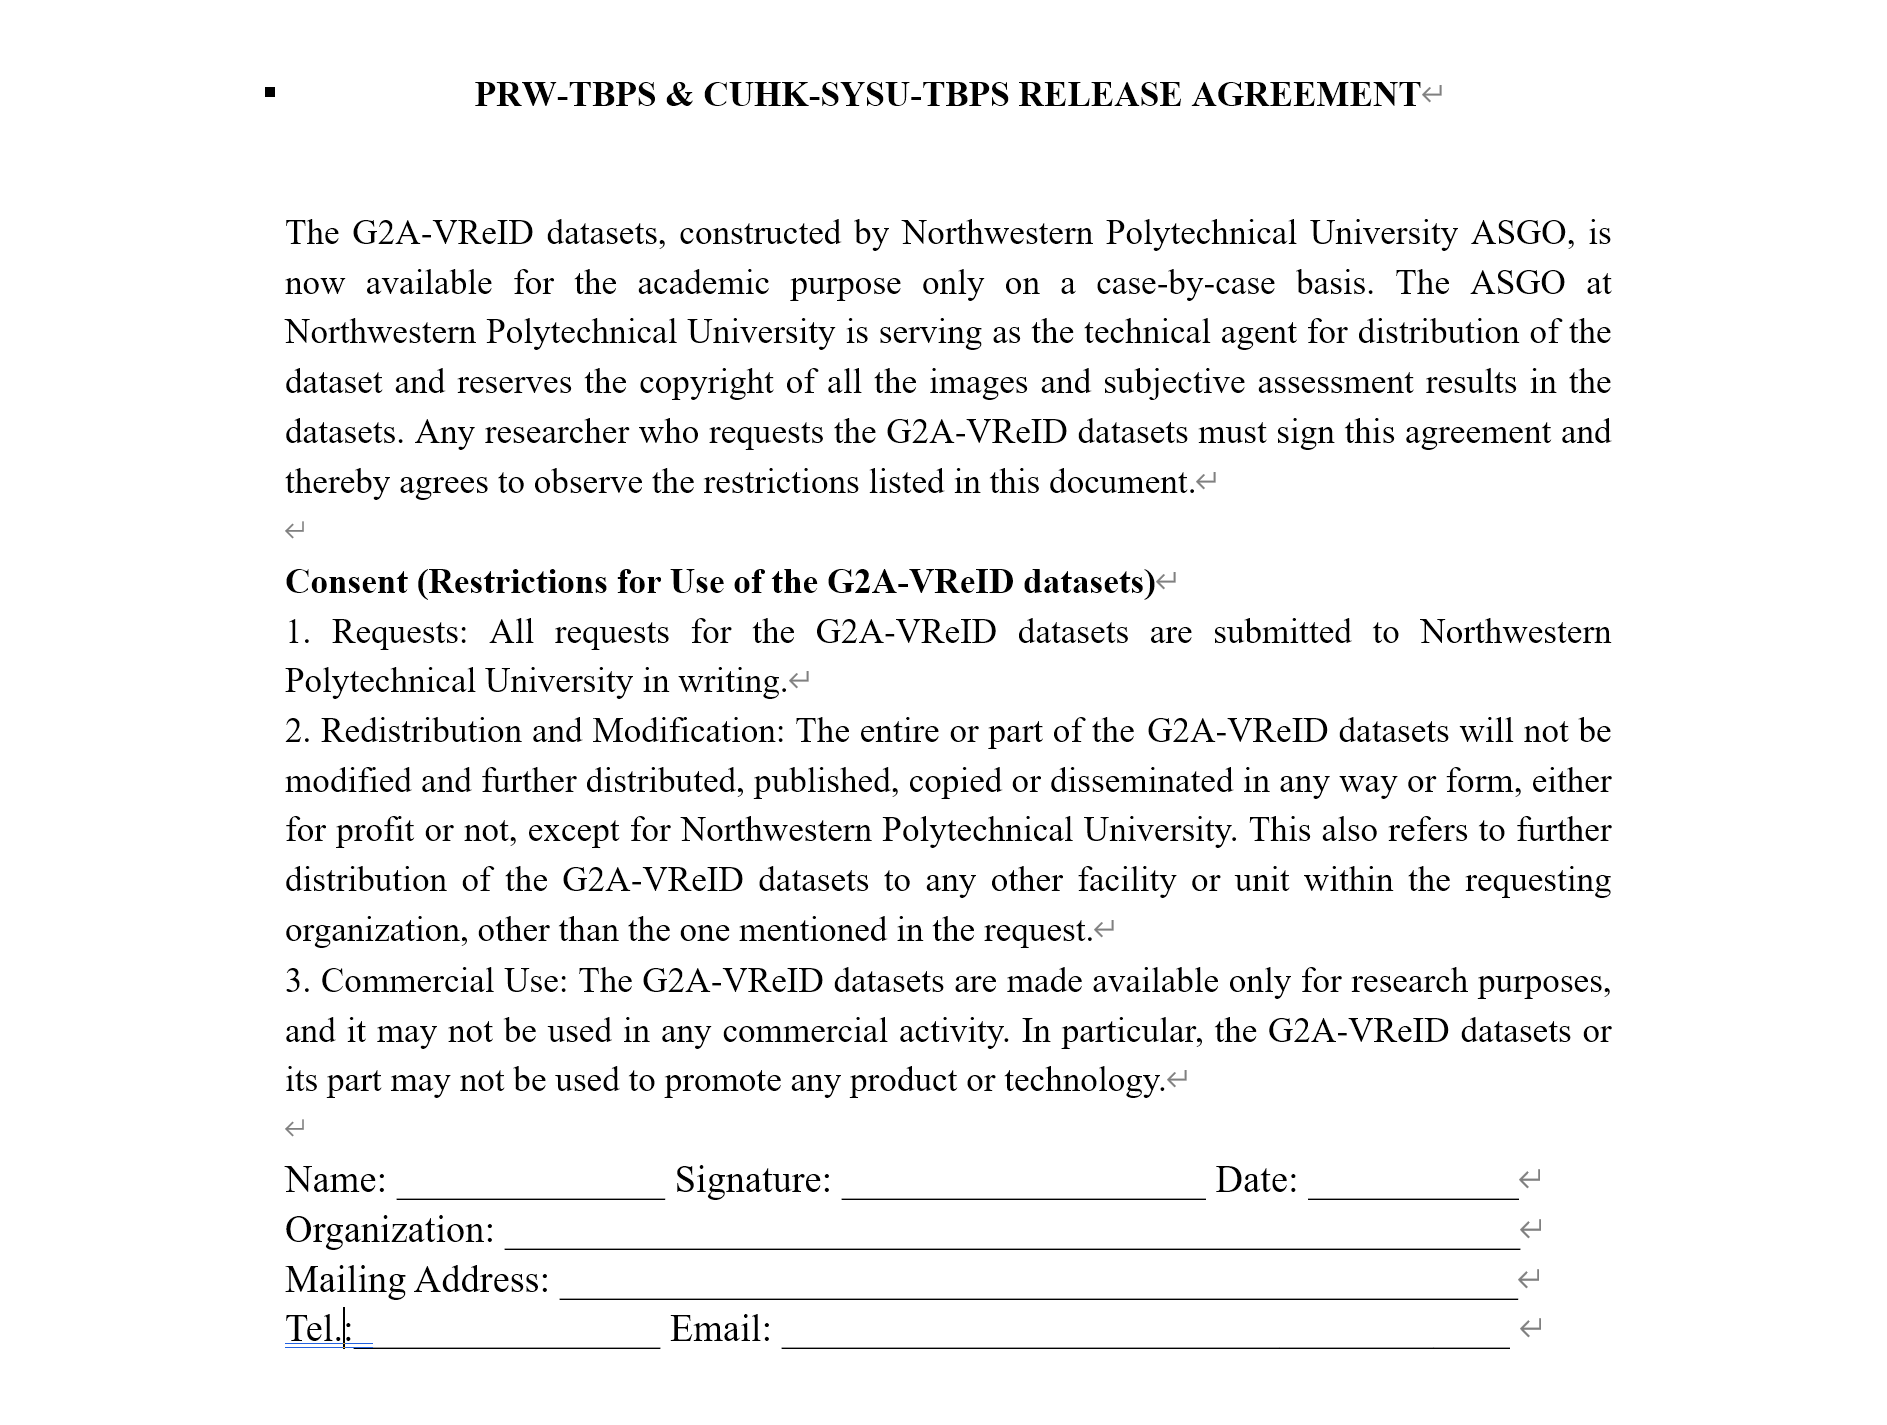 PRW-TBPS & CUHK-SYSU-TBPS RELEASE AGREEMENT
The G2A-VReID datasets, constructed by Northwestern Polytechnical University ASGO, is
now available for the academic purpose only on a case-by-case basis. The ASGO at
Northwestern Polytechnical University is serving as the technical agent for distribution of the
dataset and reserves the copyright of all the images and subjective assessment results in the
datasets. Any researcher who requests the G2A-VReID datasets must sign this agreement and
thereby agrees to observe the restrictions listed in this document.
Consent (Restrictions for Use of the G2A-VReID datasets)
1. Requests: All requests for the G2A-VReID datasets are submitted to Northwestern
Polytechnical University in writing.
2. Redistribution and Modification: The entire or part of the G2A-VReID datasets will not be
modified and further distributed, published, copied or disseminated in any way or form, either
for profit or not, except for Northwestern Polytechnical University. This also refers to further
distribution of the G2A-VReID datasets to any other facility or unit within the requesting
organization, other than the one mentioned in the request.
3. Commercial Use: The G2A-VReID datasets are made available only for research purposes,
and it may not be used in any commercial activity. In particular, the G2A-VReID datasets or
its part may not be used to promote any product or technology.
Name: ______________ Signature: ___________________ Date: ___________
Organization: _____________________________________________________
Mailing Address: __________________________________________________
Tel.:________________ Email: ______________________________________